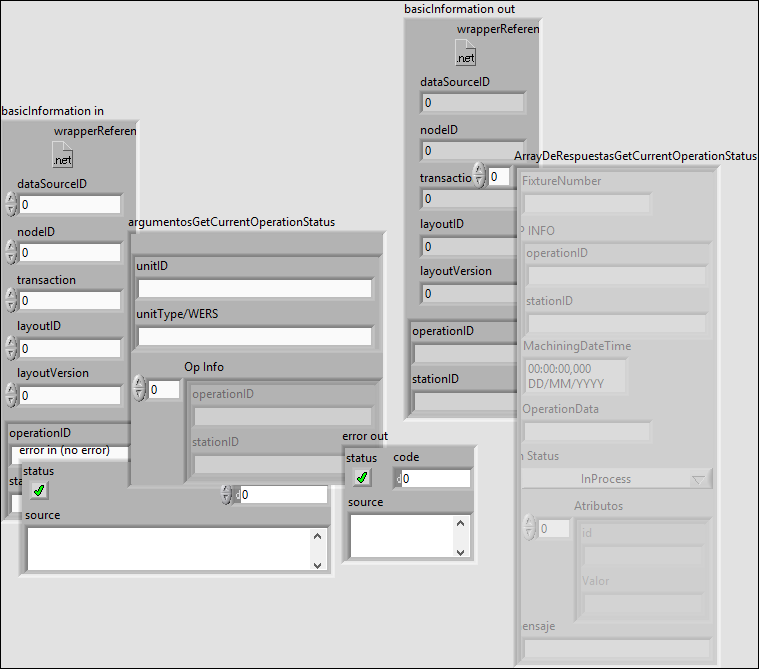 basicInformation in
wrapperReferen
.net
dataSourceID
0
nodeID
0
transaction
0
layoutID
0
layoutVersion
0
operationID
argumentosGetCurrentOperationStatus
unitID
unitType/WERS
Op Info
0
operationID
stationID
error in (no error)
status
0
source
basicInformation out
wrapperReferen
.net
dataSourceID
0
nodeID
0
transactio
0
layoutID
0
layoutVersion
0
operationID
stationID
error out
status
code
0
source
ArrayDeRespuestasGetCurrentOperationStatus
0
FixtureNumber
P INFO
operationID
stationID
MachiningDateTime
00:00:00,000
DD/MM/YYYY
OperationData
n Status
InProcess
Atributos
0
id
Valor
ensaje